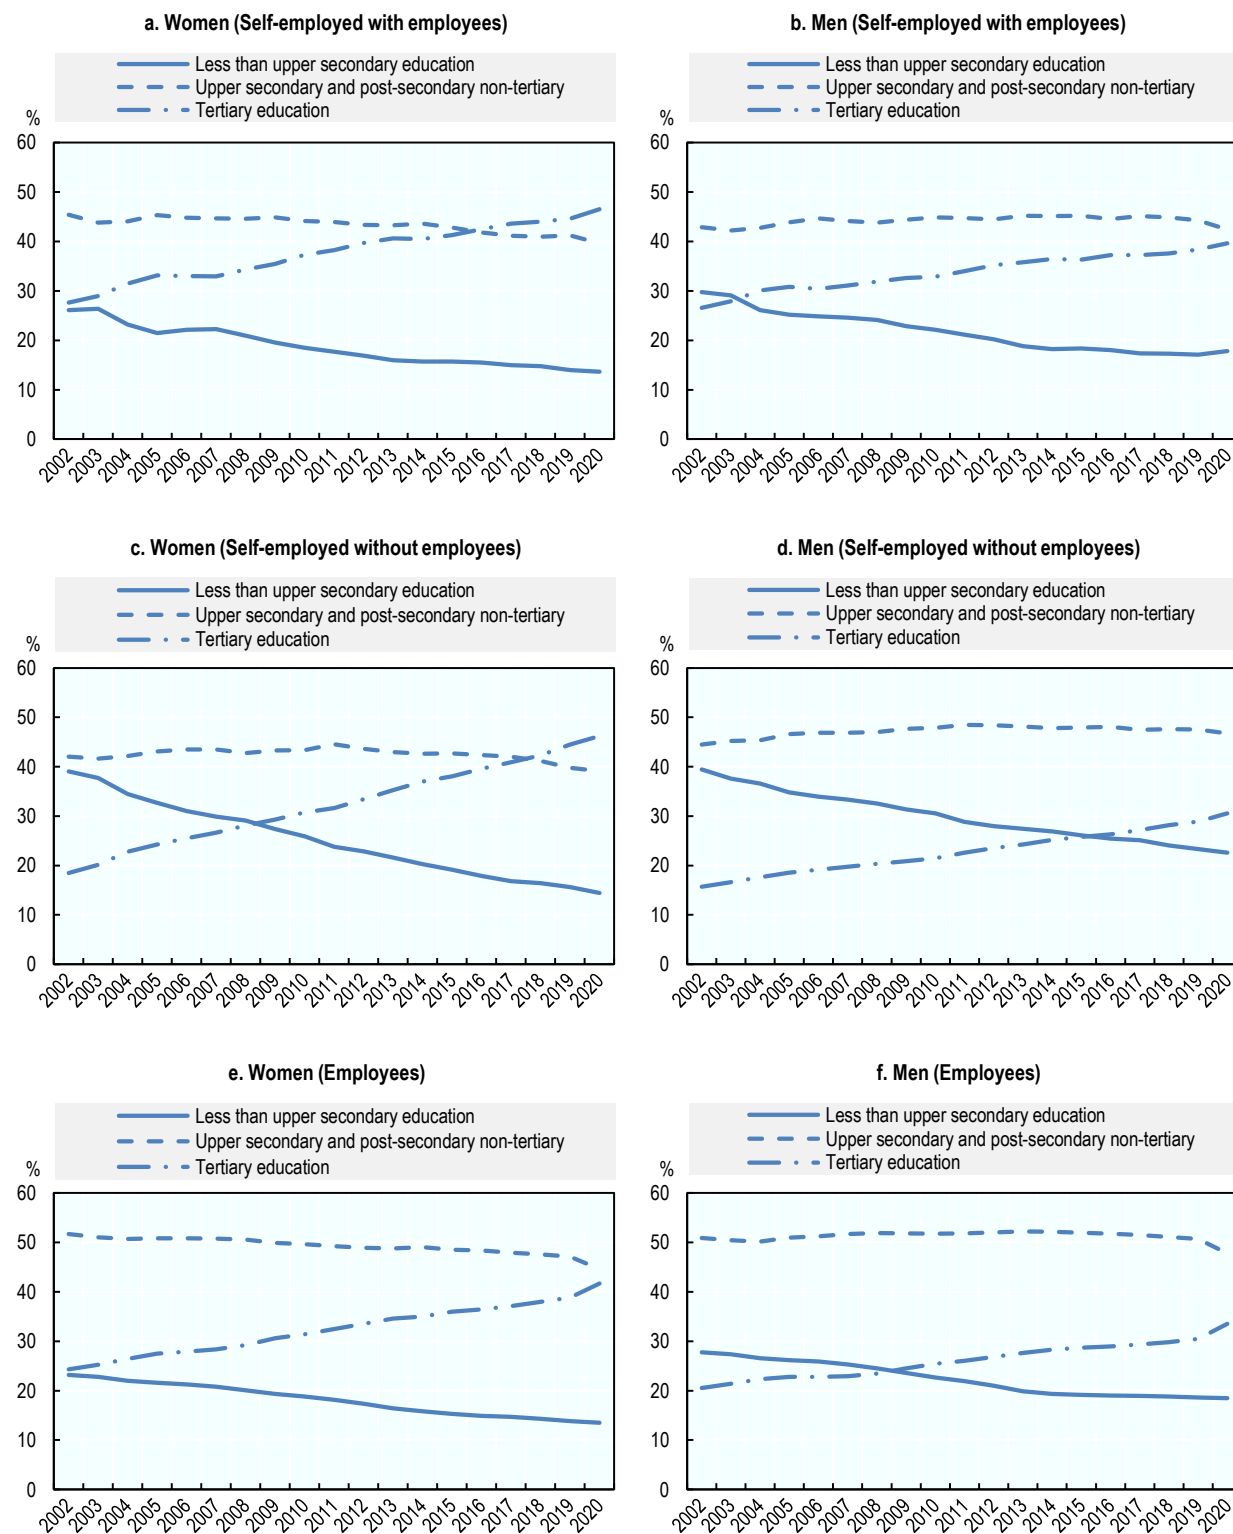 a. Women (Self-employed with employees)
Less than upper secondary education
Upper secondary and post-secondary non-tertiary
Tertiary education
%
60
50
40
30
20
10
0
2002 2003 2004 2005 2006 2007 2008 2009 2010 2011 2012 2013 2014 2015 2016 2017 2018 2019 2020
b. Men (Self-employed with employees)
Less than upper secondary education
Upper secondary and post-secondary non-tertiary
Tertiary education
%
60
50
40
30
20
10
0
2002 2003 2004 2005 2006 2007 2008 2009 2010 2011 2012 2013 2014 2015 2016 2017 2018 2019 2020
c. Women (Self-employed without employees)
Less than upper secondary education
Upper secondary and post-secondary non-tertiary
Tertiary education
%
60
50
40
30
20
10
0
2002 2003 2004 2005 2006 2007 2008 2009 2010 2011 2012 2013 2014 2015 2016 2017 2018 2019 2020
d. Men (Self-employed without employees)
Less than upper secondary education
Upper secondary and post-secondary non-tertiary
Tertiary education
%
60
50
40
30
20
10
0
2002 2003 2004 2005 2006 2007 2008 2009 2010 2011 2012 2013 2014 2015 2016 2017 2018 2019 2020
e. Women (Employees)
Less than upper secondary education
Upper secondary and post-secondary non-tertiary
Tertiary education
%
60
50
40
30
20
10
0
2002 2003 2004 2005 2006 2007 2008 2009 2010 2011 2012 2013 2014 2015 2016 2017 2018 2019 2020
f. Men (Employees)
Less than upper secondary education
Upper secondary and post-secondary non-tertiary
Tertiary education
%
60
50
40
30
20
10
0
2002 2003 2004 2005 2006 2007 2008 2009 2010 2011 2012 2013 2014 2015 2016 2017 2018 2019 2020